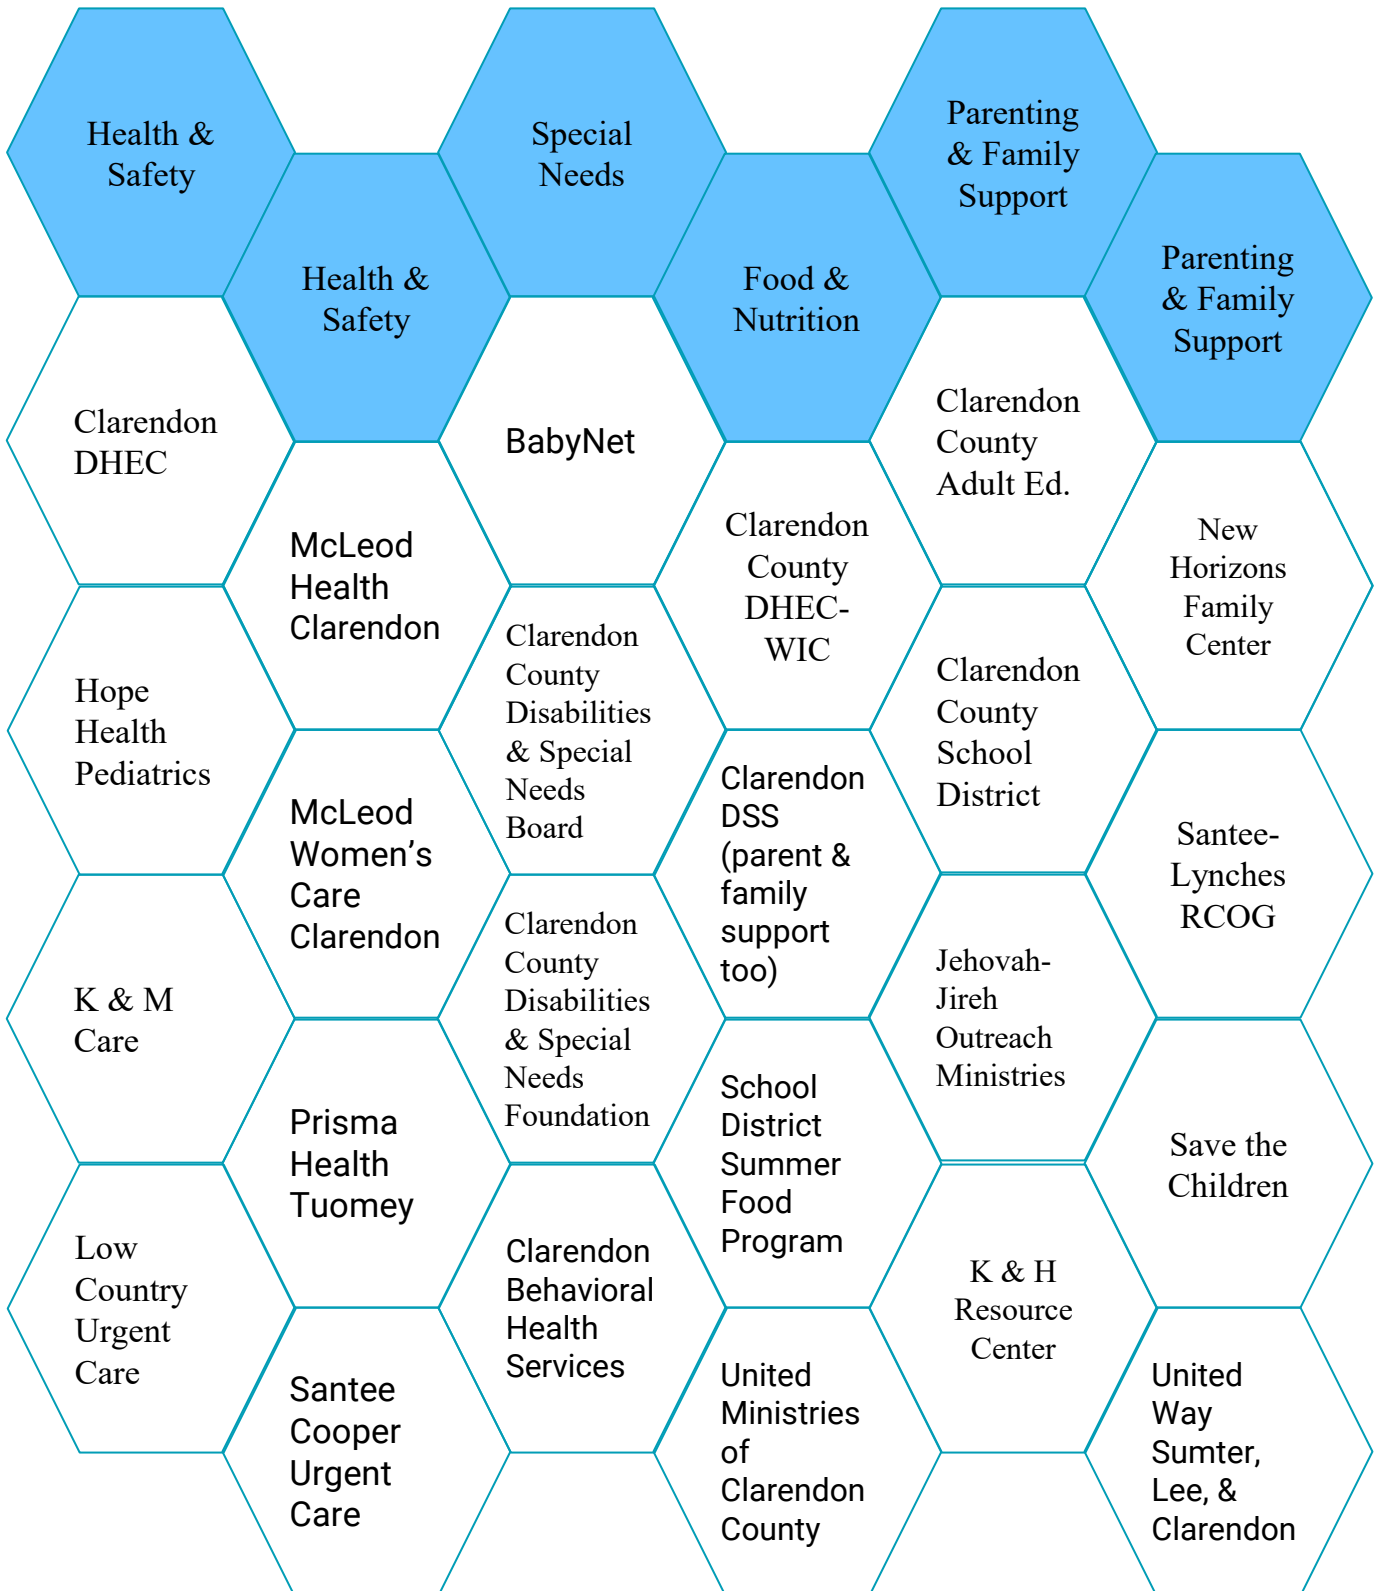 Health &
Safety
Clarendon
DHEC
Hope
Health
Pediatrics
K & M
Care
Low
Country
Urgent
Care
Health &
Safety
McLeod
Health
Clarendon
McLeod
Women’s
Care
Clarendon
Prisma
Health
Tuomey
Santee
Cooper
Urgent
Care
Special
Needs
BabyNet
Clarendon
County
Disabilities
& Special
Needs
Board
Clarendon
County
Disabilities
& Special
Needs
Foundation
Clarendon
Behavioral
Health
Services
Food &
Nutrition
Clarendon
County
DHEC-
WIC
Clarendon
DSS
(parent &
family
support
too)
School
District
Summer
Food
Program
United
Ministries
of
Clarendon
County
Parenting
& Family
Support
Clarendon
County
Adult Ed.
Clarendon
County
School
District
Jehovah-
Jireh
Outreach
Ministries
K & H
Resource
Center
Parenting
& Family
Support
New
Horizons
Family
Center
Santee-
Lynches
RCOG
Save the
Children
United
Way
Sumter,
Lee, &
Clarendon